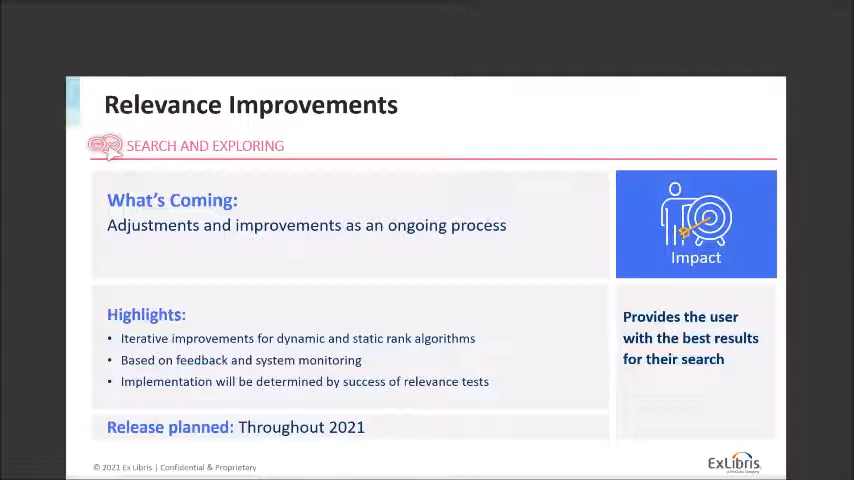 Relevance Improvements
SEARCH AND EXPLORING
What's Coming:
Adjustments and improvements as an ongoing process
Impact
Highlights:
• Iterative improvements for dynamic and static rank algorithms
• Based on feedback and system monitoring
• Implementation will be determined by success of relevance tests
Provides the user
with the best results
for their search
Release planned: Throughout 2021
© 2021 Ex Libris | Confidential & Proprietary
ExLibris